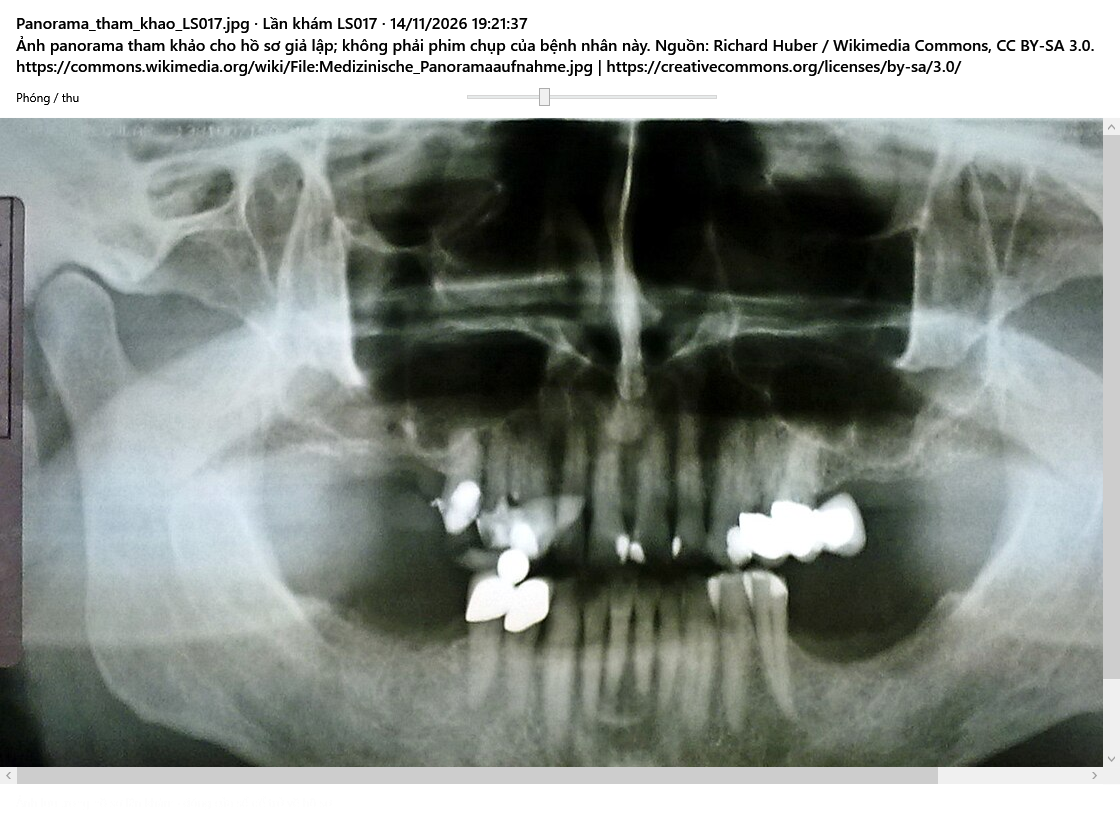 Panorama_tham_khao_LS017.jpg · Lần khám LS017 · 14/11/2026 19:21:37
Ảnh panorama tham khảo cho hồ sơ giả lập; không phải phim chụp của bệnh nhân này. Nguồn: Richard Huber / Wikimedia Commons, CC BY-SA 3.0.
https://commons.wikimedia.org/wiki/File:Medizinische_Panoramaaufnahme.jpg | https://creativecommons.org/licenses/by-sa/3.0/
Phóng / thu